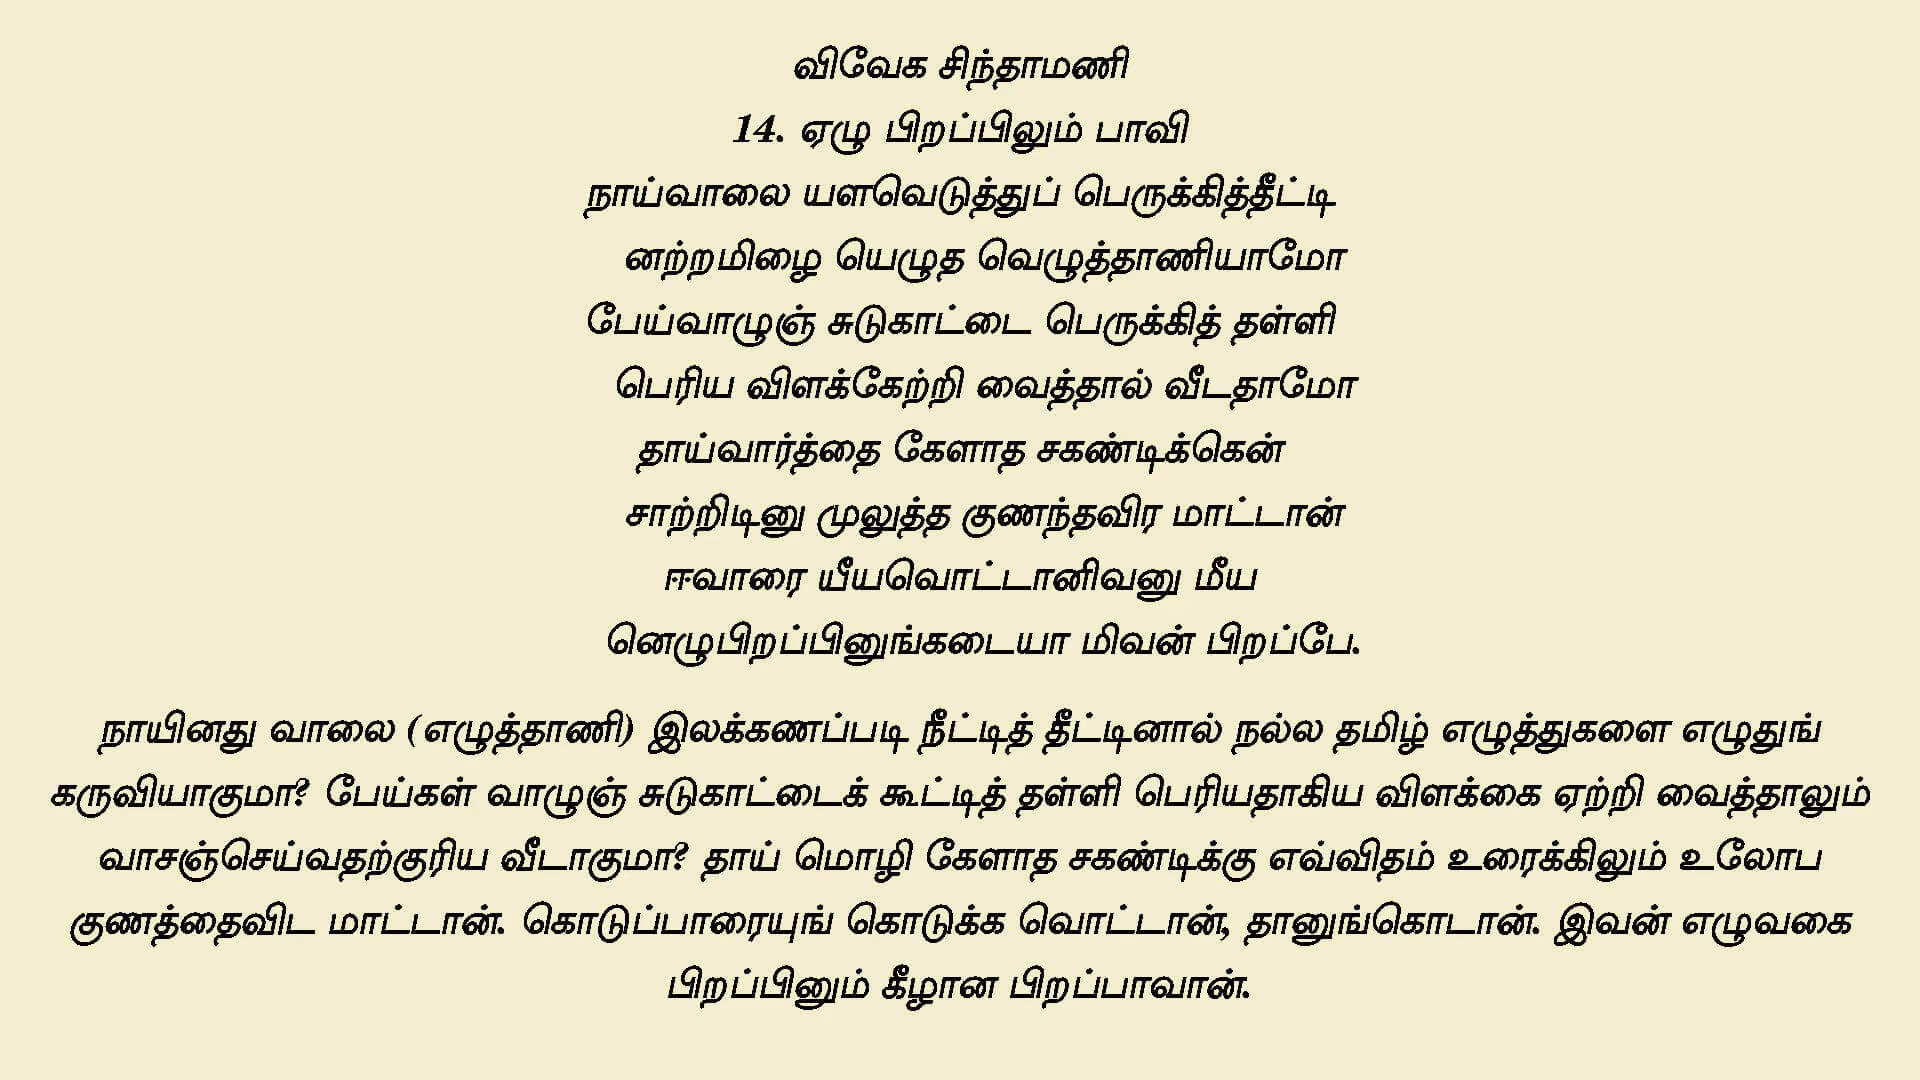 விவேக சிந்தாமணி
14. ஏழு பிறப்பிலும் பாவி
நாய்வாலை யளவெடுத்துப் பெருக்கித்தீட்டி
னற்றமிழை யெழுத வெழுத்தாணியாமோ
பேய்வாழுஞ் சுடுகாட்டை பெருக்கித் தள்ளி
பெரிய விளக்கேற்றி வைத்தால் வீடதாமோ
தாய்வார்த்தை கேளாத சகண்டிக்கென்
சாற்றிடினு முலுத்த குணந்தவிர மாட்டான்
ஈவாரை யீயவொட்டானிவனு மீய
னெழுபிறப்பினுங்கடையா மிவன் பிறப்பே.
நாயினது வாலை (எழுத்தாணி) இலக்கணப்படி நீட்டித் தீட்டினால் நல்ல தமிழ் எழுத்துகளை எழுதுங்
கருவியாகுமா? பேய்கள் வாழுஞ் சுடுகாட்டைக் கூட்டித் தள்ளி பெரியதாகிய விளக்கை ஏற்றி வைத்தாலும்
வாசஞ்செய்வதற்குரிய வீடாகுமா? தாய் மொழி கேளாத சகண்டிக்கு எவ்விதம் உரைக்கிலும் உலோப
குணத்தைவிட மாட்டான். கொடுப்பாரையுங் கொடுக்க வொட்டான், தானுங்கொடான். இவன் எழுவகை
பிறப்பினும் கீழான பிறப்பாவான்.